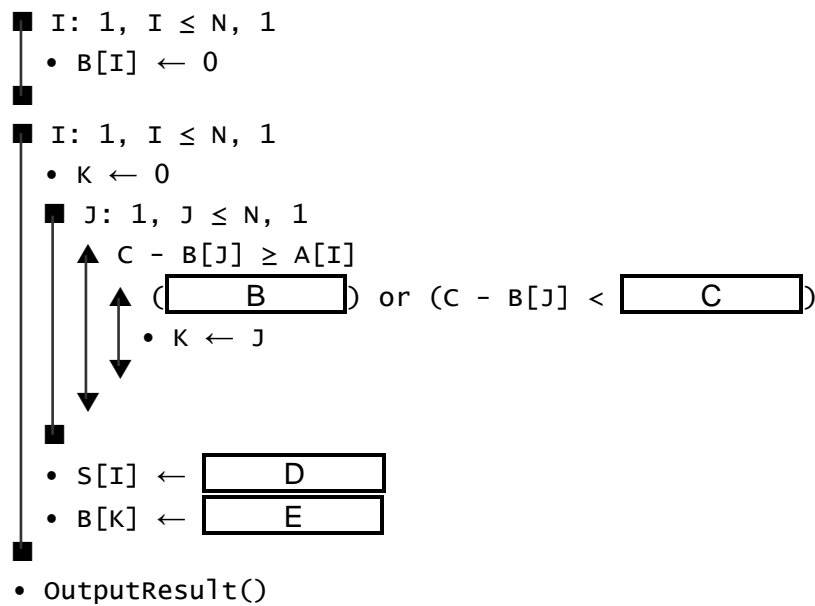 I: 1, I ≤ N, 1
• B[I] ← 0
I: 1, I ≤ N, 1
• K ← 0
J: 1, J ≤ N, 1
C - B[J] ≥ A[I]
( B ) or (C - B[J] < C )
• K ← J
• S[I] ← D
• B[K] ← E
• OutputResult()